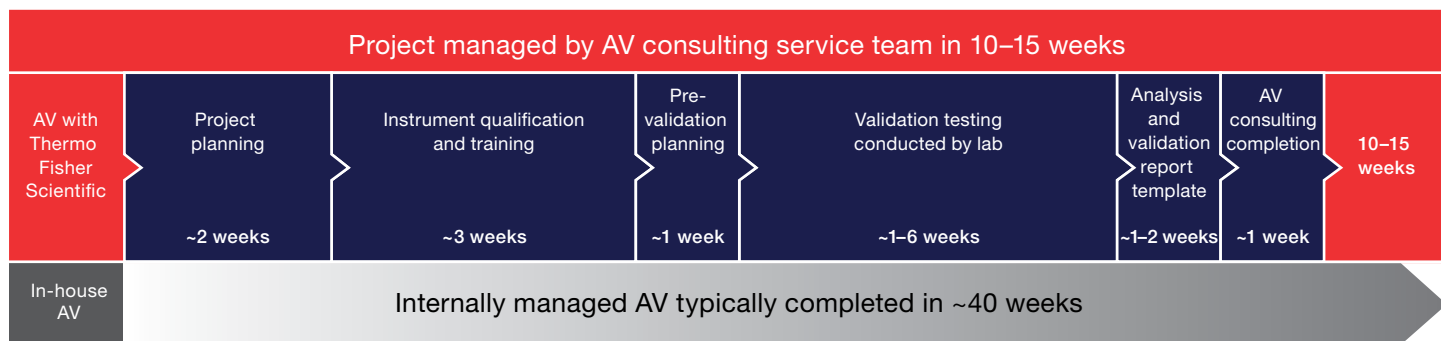 Project managed by AV consulting service team in 10–15 weeks
AV with
Thermo
Fisher
Scientific
Project
planning
~2 weeks
Instrument qualification
and training
~3 weeks
Pre-
validation
planning
~1 week
Validation testing
conducted by lab
~1–6 weeks
Analysis
and
validation
report
template
~1–2 weeks
AV
consulting
completion
~1 week
10–15
weeks
In-house
AV
Internally managed AV typically completed in ~40 weeks